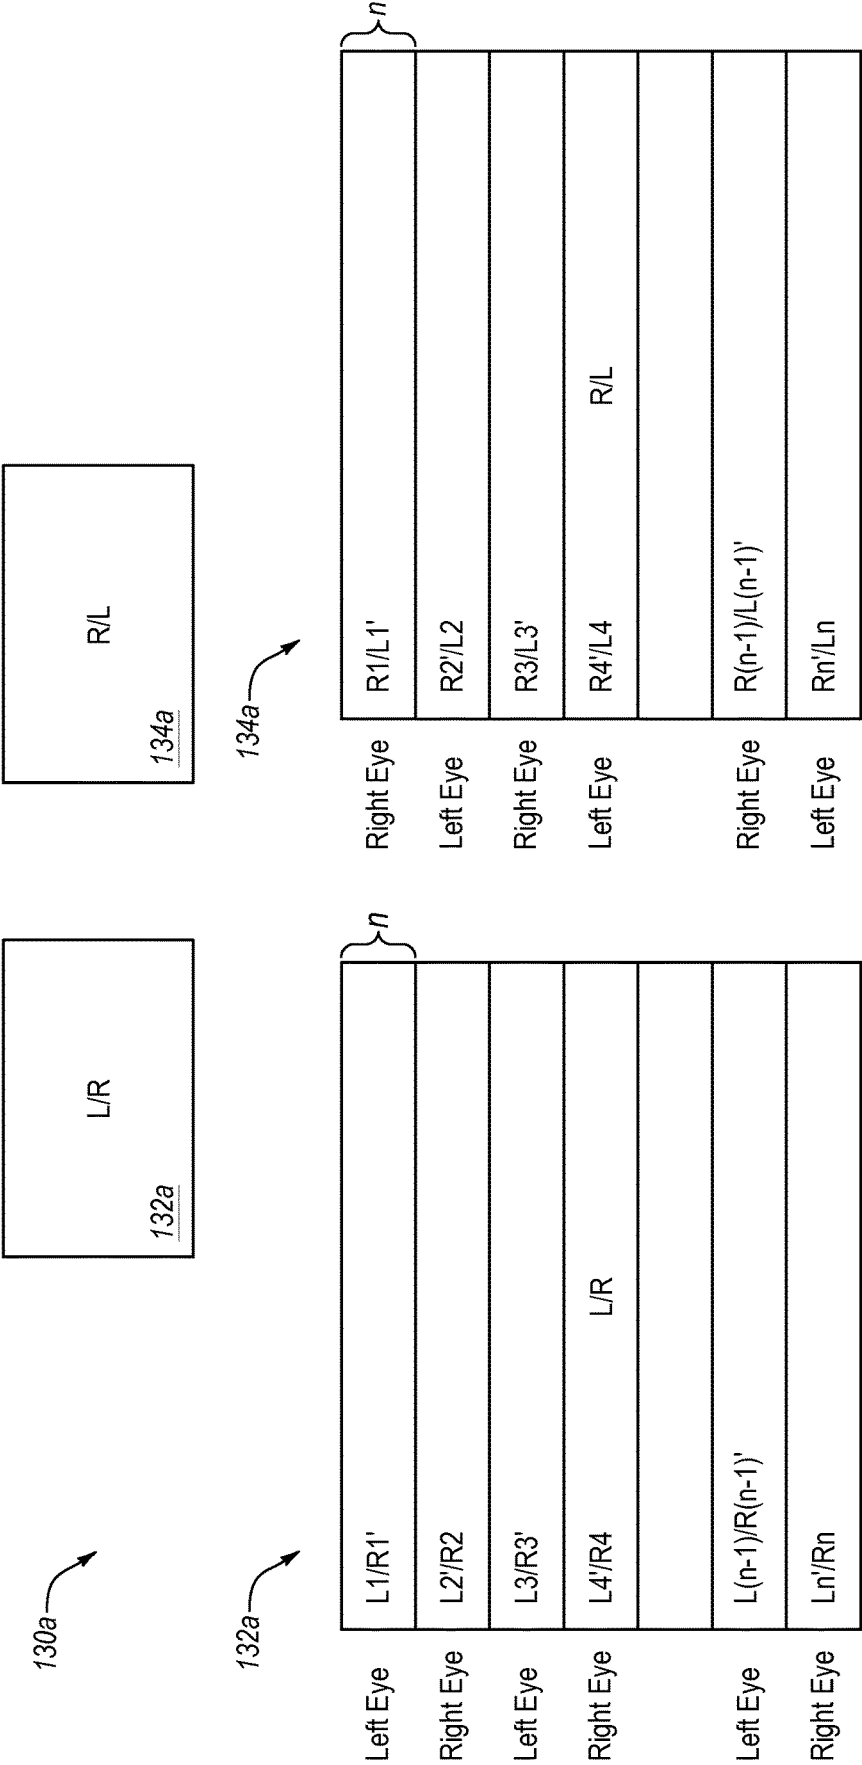 130a
L/R
132a
R/L
134a
132a
n
Left Eye L1/R1'
Right Eye L2'/R2
Left Eye L3/R3'
Right Eye L4'/R4 L/R
Left Eye L(n-1)/R(n-1)'
Right Eye Ln'/Rn
134a
n
Right Eye R1/L1'
Left Eye R2'/L2
Right Eye R3/L3'
Left Eye R4'/L4 R/L
Right Eye R(n-1)/L(n-1)'
Left Eye Rn'/Ln